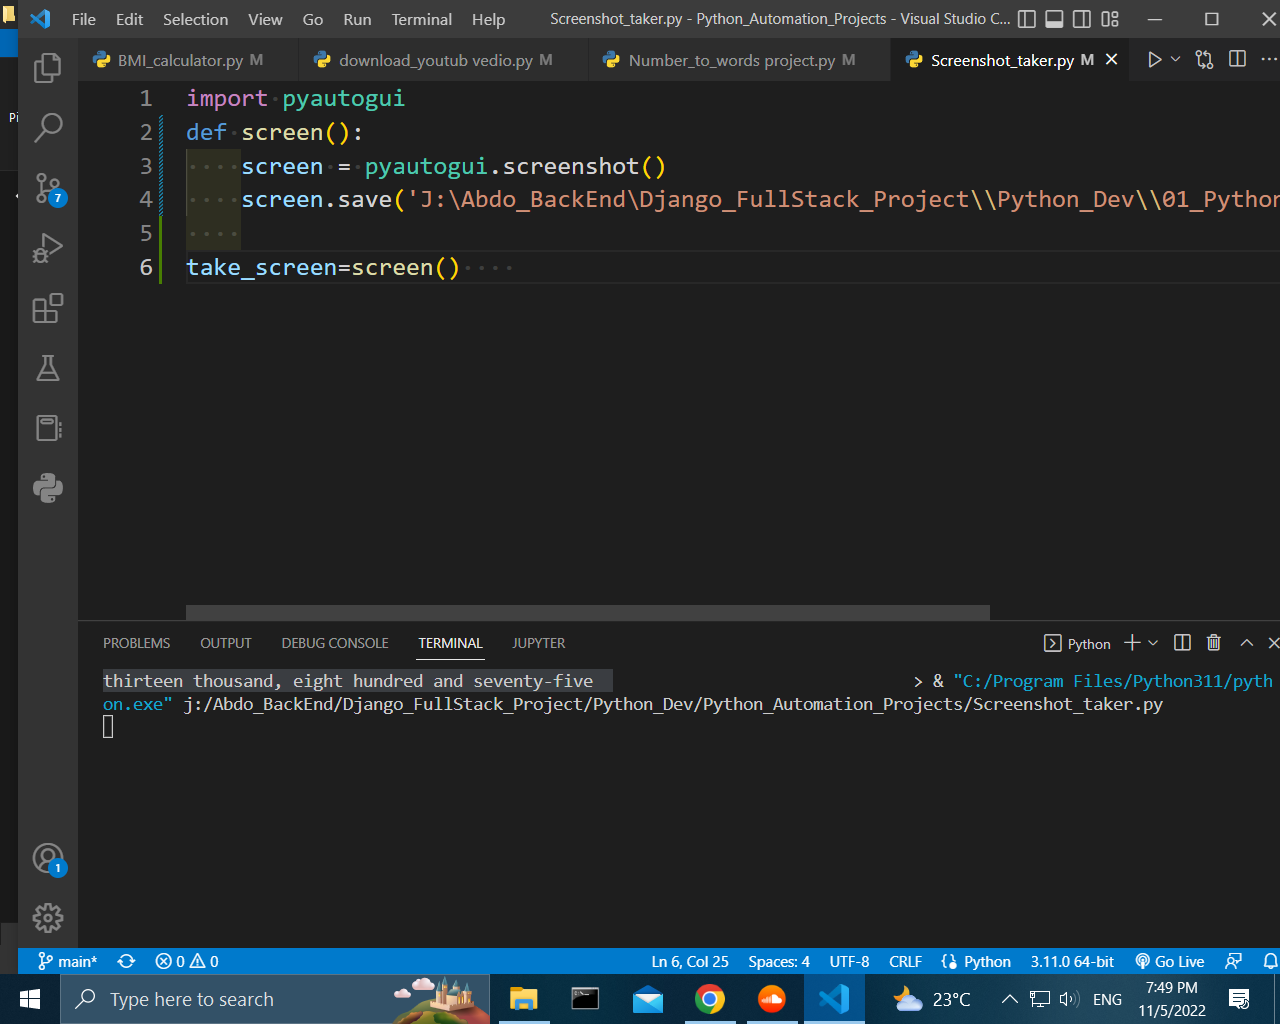 File Edit Selection View Go Run Terminal Help Screenshot_taker.py - Python_Automation_Projects - Visual Studio C...
BMI_calculator.py M download_youtub vedio.py M Number_to_words project.py M Screenshot_taker.py M
Pi
1 import pyautogui
2 def screen():
3 screen = pyautogui.screenshot()
4 screen.save('J:\Abdo_BackEnd\Django_FullStack_Project\\Python_Dev\\01_Python
5
6 take_screen=screen()
7
1
PROBLEMS OUTPUT DEBUG CONSOLE TERMINAL JUPYTER Python
thirteen thousand, eight hundred and seventy-five > & "C:/Program Files/Python311/pyth
on.exe" j:/Abdo_BackEnd/Django_FullStack_Project/Python_Dev/Python_Automation_Projects/Screenshot_taker.py
main* 0 0 Ln 6, Col 25 Spaces: 4 UTF-8 CRLF Python 3.11.0 64-bit Go Live
Type here to search 23°C ENG 7:49 PM
11/5/2022